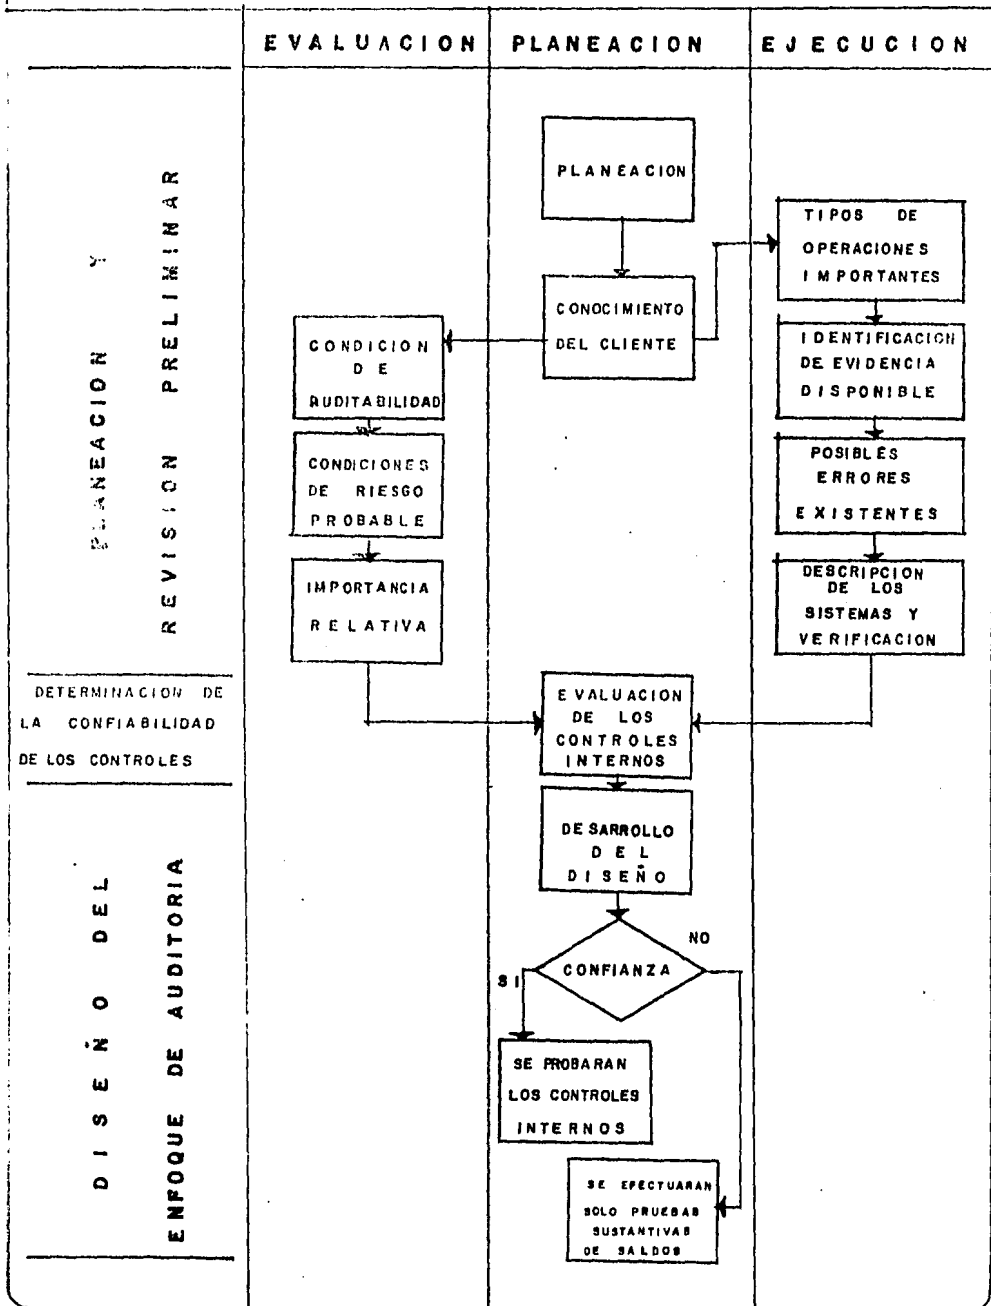 EVALUACION
PLANEACION
EJECUCION
PLANEACION Y
REVISION PRELIMINAR
PLANEACION
CONOCIMIENTO
DEL CLIENTE
TIPOS DE
OPERACIONES
IMPORTANTES
CONDICION
DE
AUDITABILIDAD
IDENTIFICACION
DE EVIDENCIA
DISPONIBLE
CONDICIONES
DE RIESGO
PROBABLE
POSIBLES
ERRORES
EXISTENTES
IMPORTANCIA
RELATIVA
DESCRIPCION
DE LOS
SISTEMAS Y
VERIFICACION
DETERMINACION DE
LA CONFIABILIDAD
DE LOS CONTROLES
EVALUACION
DE LOS
CONTROLES
INTERNOS
DISEÑO DEL
ENFOQUE DE AUDITORIA
DESARROLLO
DEL
DISEÑO
CONFIANZA
NO
SI
SE PROBARAN
LOS CONTROLES
INTERNOS
SE EFECTUARAN
SOLO PRUEBAS
SUSTANTIVAS
DE SALDOS